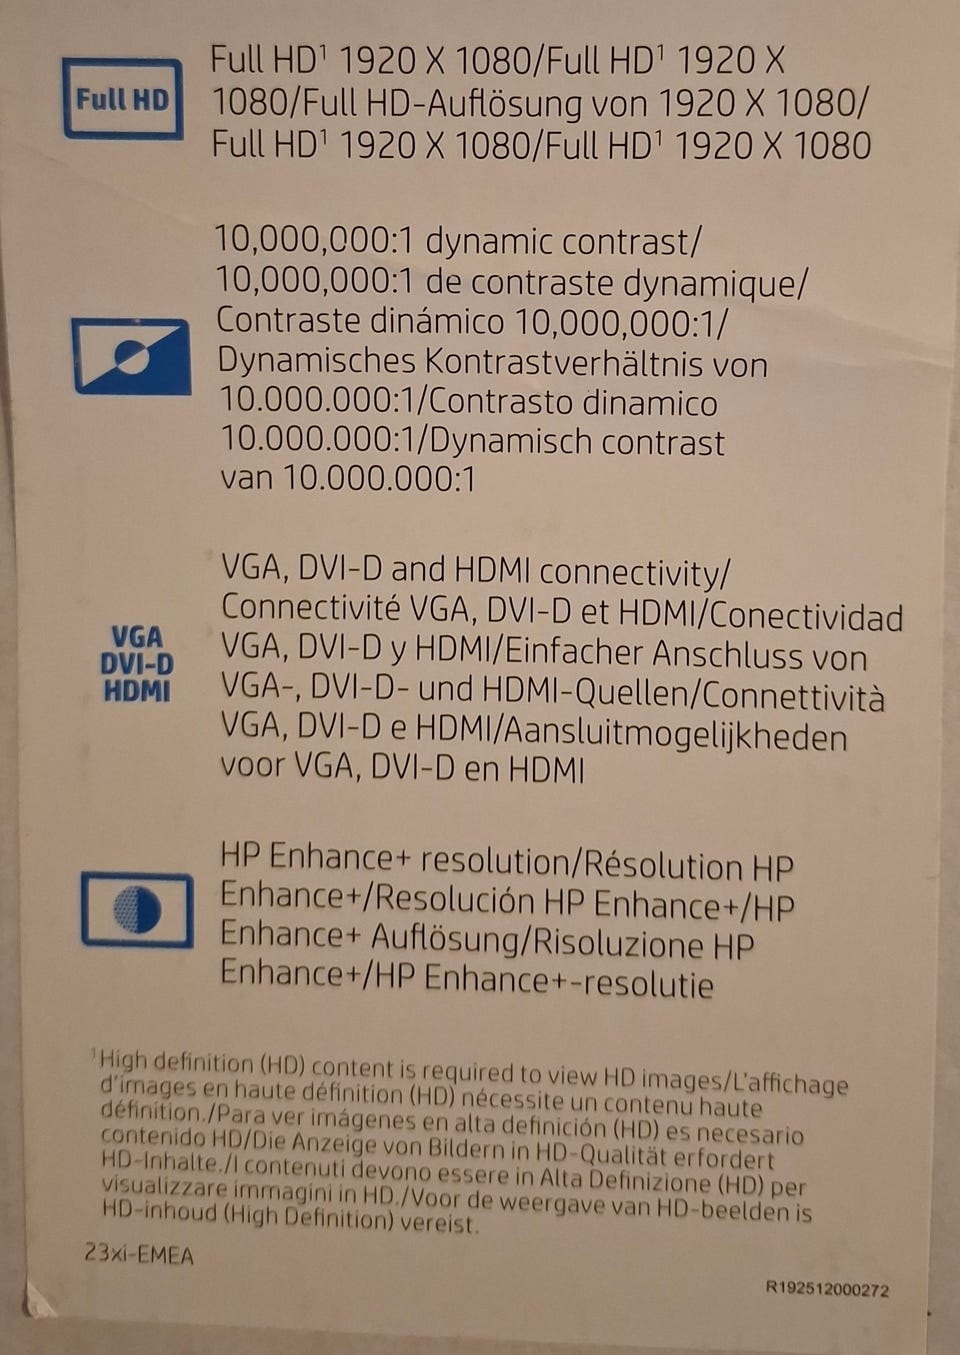 Full HD
Full HD¹ 1920 X 1080/Full HD¹ 1920 X
1080/Full HD-Auflösung von 1920 X 1080/
Full HD¹ 1920 X 1080/Full HD¹ 1920 X 1080
10,000,000:1 dynamic contrast/
10,000,000:1 de contraste dynamique/
Contraste dinámico 10,000,000:1/
Dynamisches Kontrastverhältnis von
10.000.000:1/Contrasto dinamico
10.000.000:1/Dynamisch contrast
van 10.000.000:1
VGA
DVI-D
HDMI
VGA, DVI-D and HDMI connectivity/
Connectivité VGA, DVI-D et HDMI/Conectividad
VGA, DVI-D y HDMI/Einfacher Anschluss von
VGA-, DVI-D- und HDMI-Quellen/Connettività
VGA, DVI-D e HDMI/Aansluitmogelijkheden
voor VGA, DVI-D en HDMI
HP Enhance+ resolution/Résolution HP
Enhance+/Resolución HP Enhance+/HP
Enhance+ Auflösung/Risoluzione HP
Enhance+/HP Enhance+-resolutie
¹High definition (HD) content is required to view HD images/L'affichage
d'images en haute définition (HD) nécessite un contenu haute
définition./Para ver imágenes en alta definición (HD) es necesario
contenido HD/Die Anzeige von Bildern in HD-Qualität erfordert
HD-Inhalte./I contenuti devono essere in Alta Definizione (HD) per
visualizzare immagini in HD./Voor de weergave van HD-beelden is
HD-inhoud (High Definition) vereist.
23xi-EMEA
R192512000272